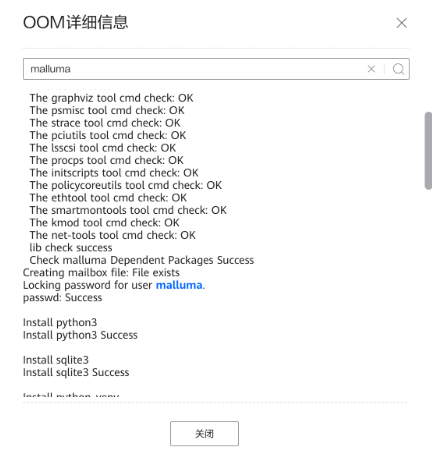 OOM详细信息
malluma
The graphviz tool cmd check: OK
The psmisc tool cmd check: OK
The strace tool cmd check: OK
The pciutils tool cmd check: OK
The lsscsi tool cmd check: OK
The procps tool cmd check: OK
The initscripts tool cmd check: OK
The policycoreutils tool cmd check: OK
The ethtool tool cmd check: OK
The smartmontools tool cmd check: OK
The kmod tool cmd check: OK
The net-tools tool cmd check: OK
lib check success
Check malluma Dependent Packages Success
Creating mailbox file: File exists
Locking password for user malluma.
passwd: Success
Install python3
Install python3 Success
Install sqlite3
Install sqlite3 Success
Install python
关闭